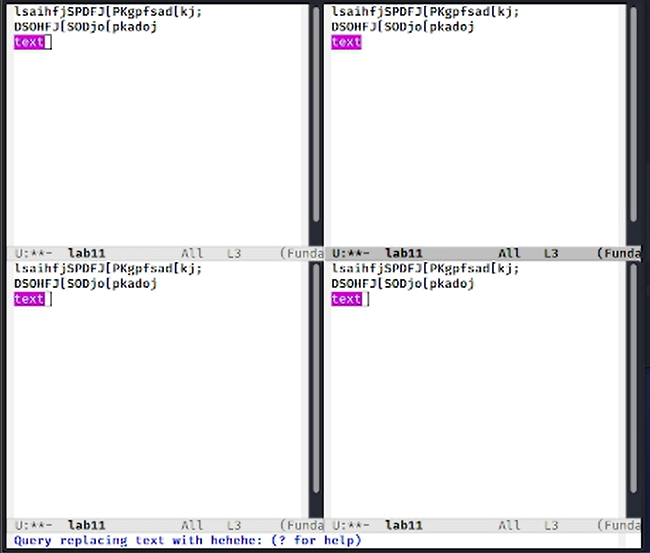 lsaihfjSPDFJ[PKgpfsad[kj;
DSOHFJ[SODjo[pkadoj
text
U:**-  lab11          All   L3     (Funda
lsaihfjSPDFJ[PKgpfsad[kj;
DSOHFJ[SODjo[pkadoj
text
U:**-  lab11          All   L3     (Funda
lsaihfjSPDFJ[PKgpfsad[kj;
DSOHFJ[SODjo[pkadoj
text
U:**-  lab11          All   L3     (Funda
lsaihfjSPDFJ[PKgpfsad[kj;
DSOHFJ[SODjo[pkadoj
text
U:**-  lab11          All   L3     (Funda
Query replacing text with hehehe: (? for help)